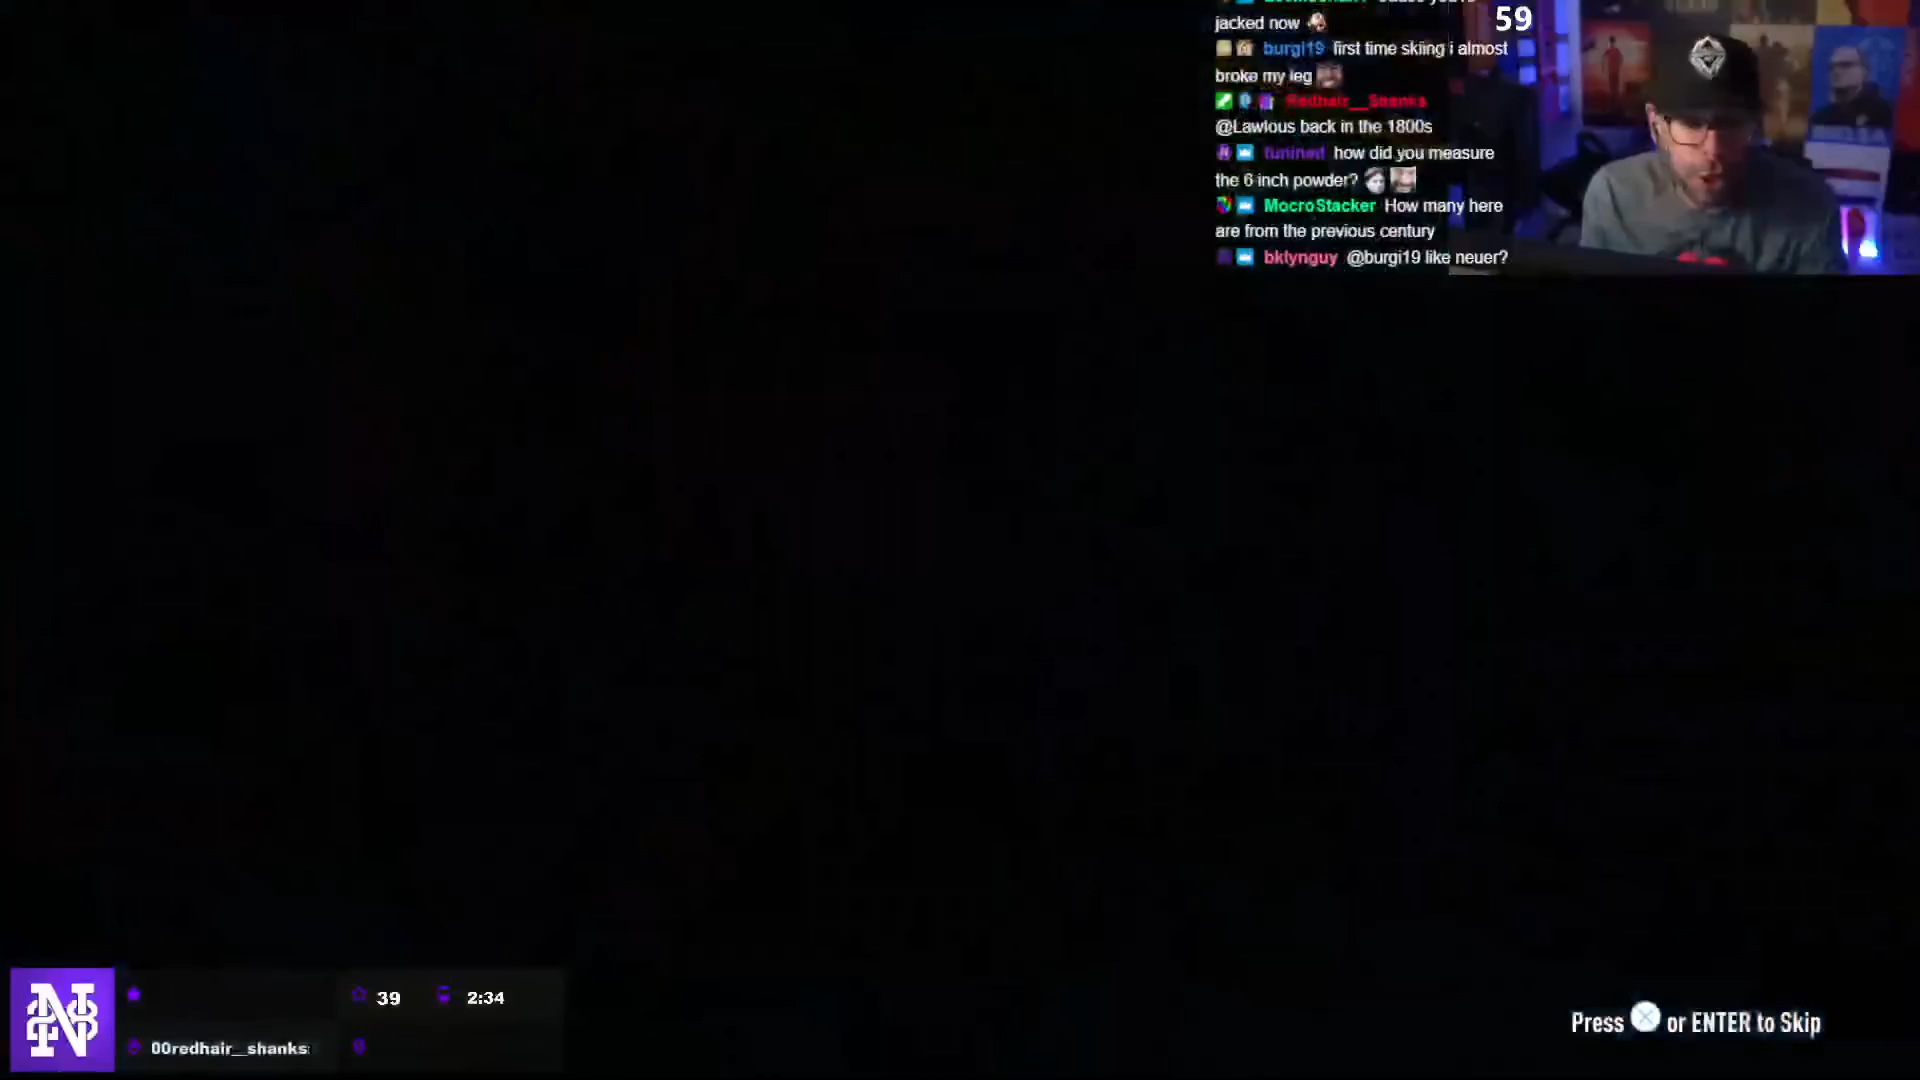 59
jacked now
burgi19 first time skiing i almost
broke my leg
Redhair__Shanks
@Lawlous back in the 1800s
tunined how did you measure
the 6 inch powder?
MocroStacker How many here
are from the previous century
bklynguy @burgi19 like neuer?
39 2:34
00redhair__shanks
Press or ENTER to Skip